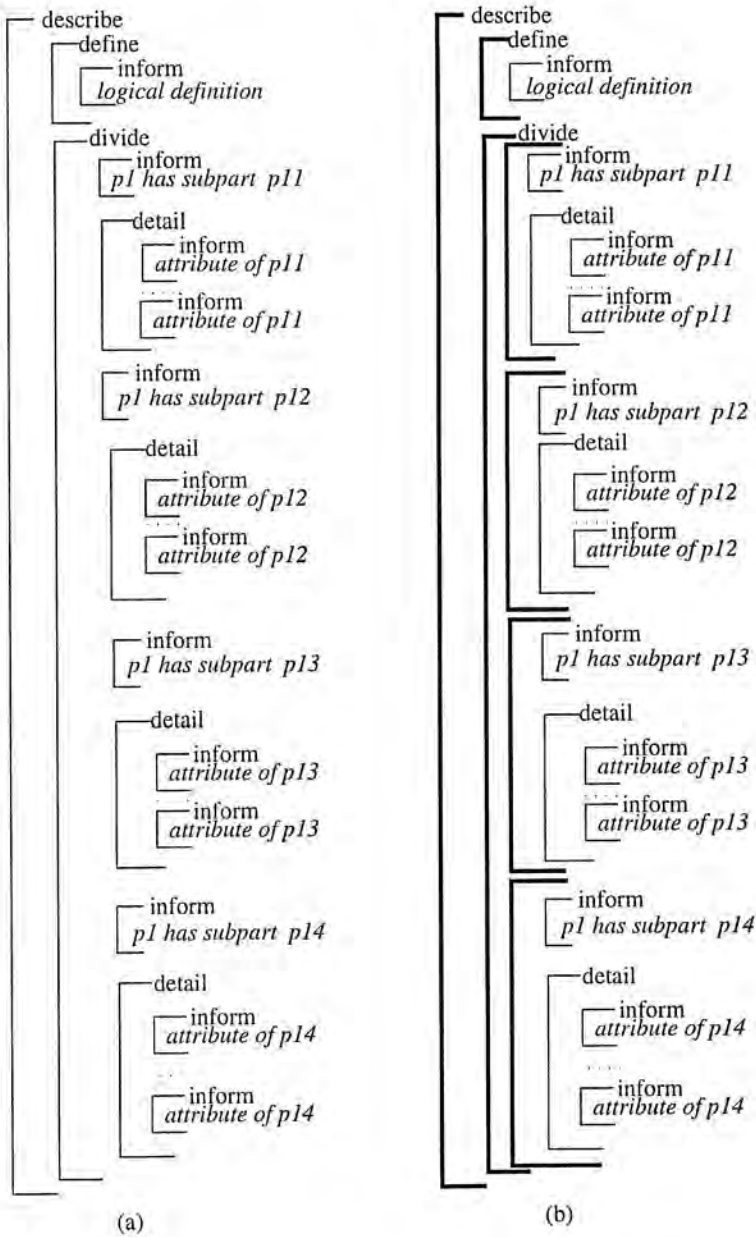 describe
define
inform
logical definition
divide
inform
p1 has subpart p11
detail
inform
attribute of p11
inform
attribute of p11
inform
p1 has subpart p12
detail
inform
attribute of p12
inform
attribute of p12
inform
p1 has subpart p13
detail
inform
attribute of p13
inform
attribute of p13
inform
p1 has subpart p14
detail
inform
attribute of p14
inform
attribute of p14
(a)
describe
define
inform
logical definition
divide
inform
p1 has subpart p11
detail
inform
attribute of p11
inform
attribute of p11
inform
p1 has subpart p12
detail
inform
attribute of p12
inform
attribute of p12
inform
p1 has subpart p13
detail
inform
attribute of p13
inform
attribute of p13
inform
p1 has subpart p14
detail
inform
attribute of p14
inform
attribute of p14
(b)